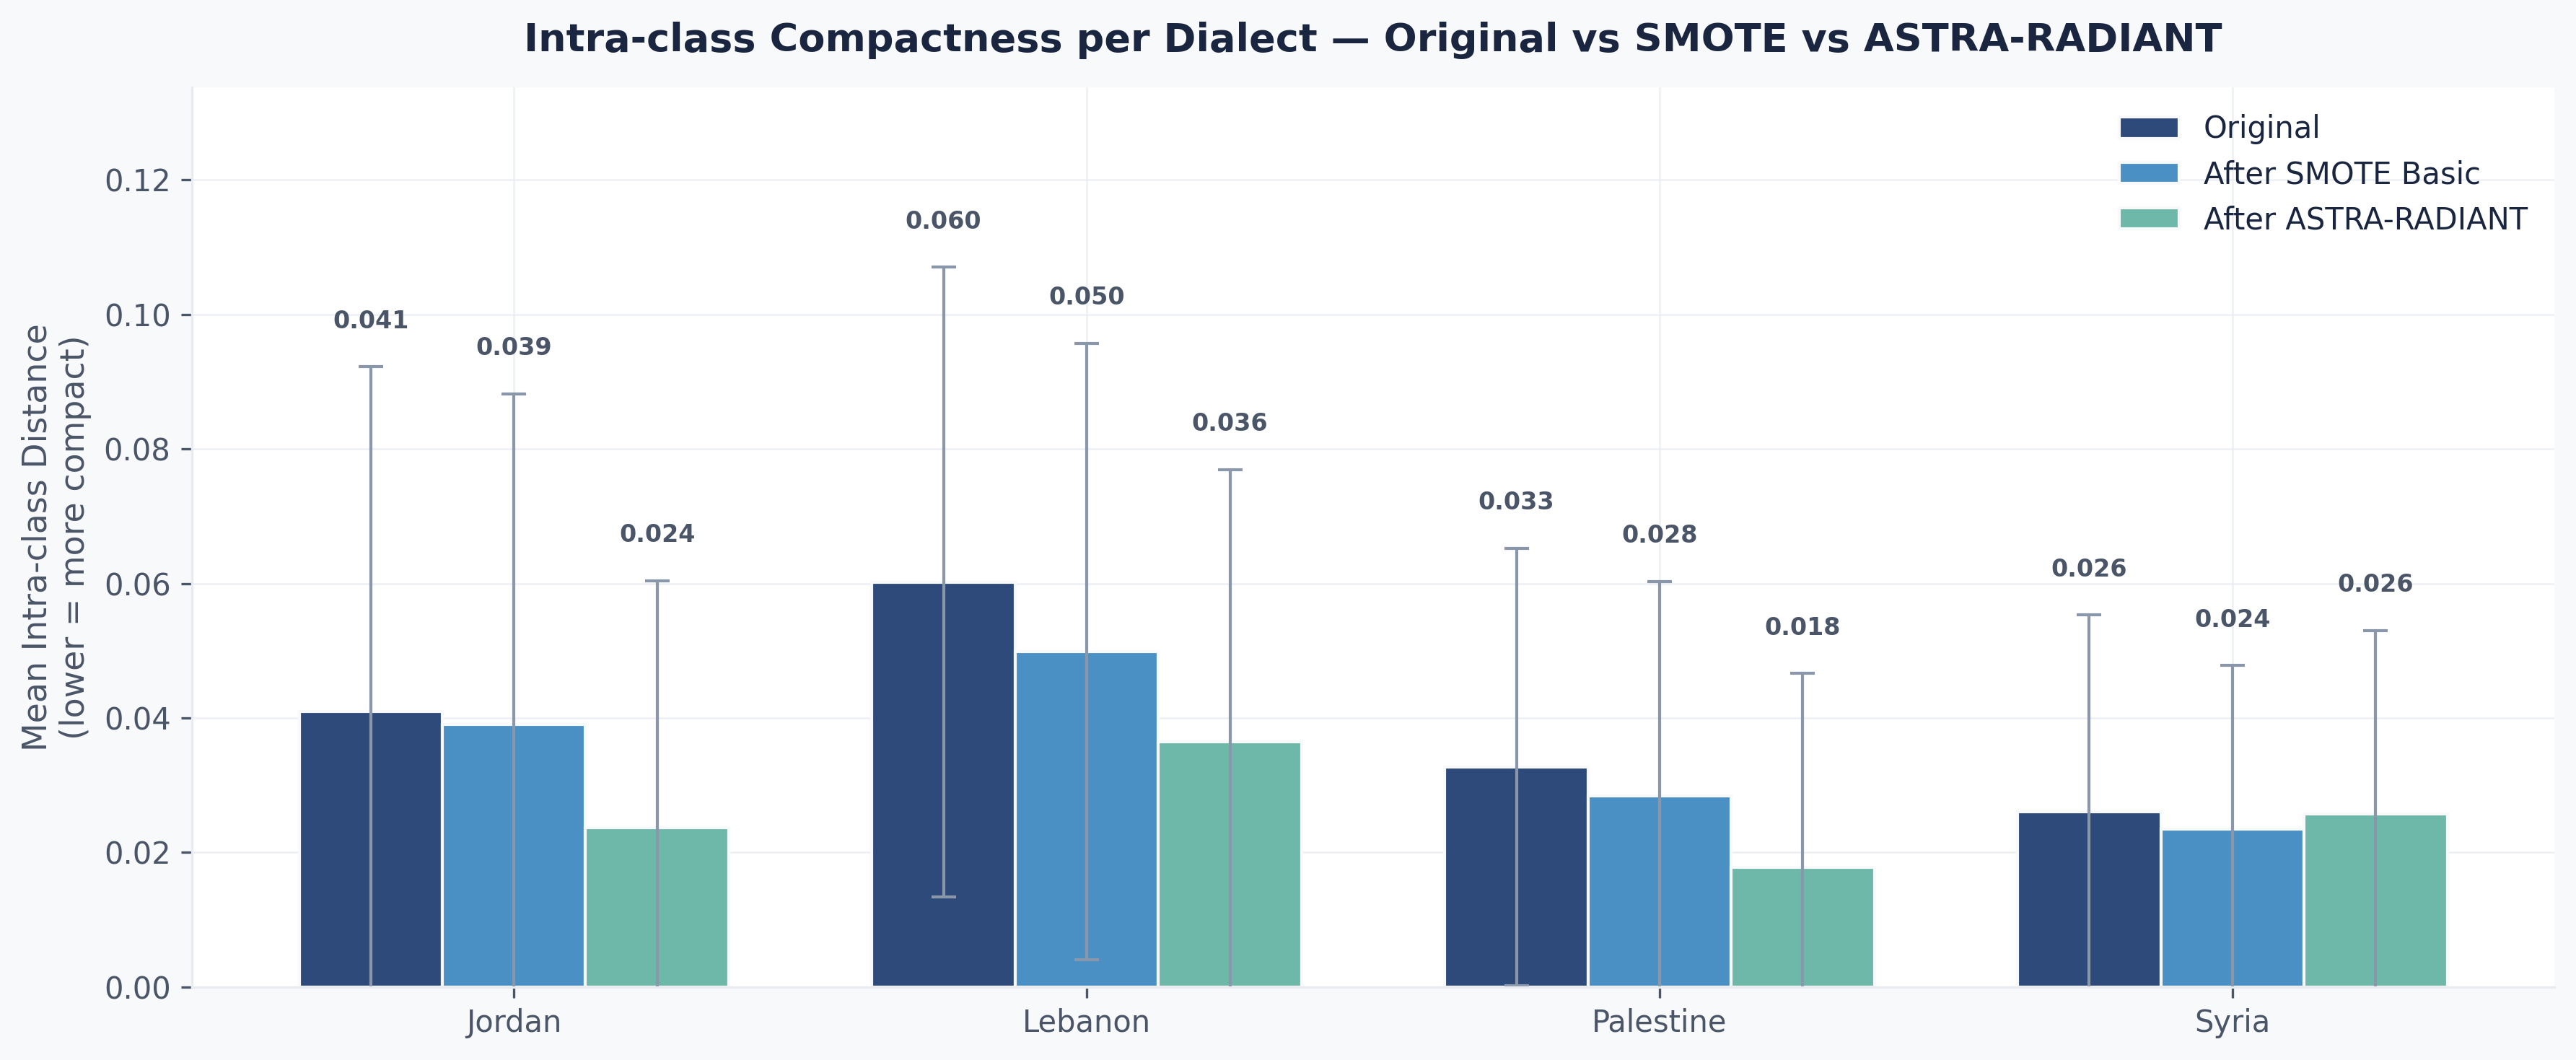 Intra-class Compactness per Dialect — Original vs SMOTE vs ASTRA-RADIANT
Original
After SMOTE Basic
After ASTRA-RADIANT
Mean Intra-class Distance
(lower = more compact)
0.12
0.10
0.08
0.06
0.04
0.02
0.00
0.041
0.039
0.024
0.060
0.050
0.036
0.033
0.028
0.018
0.026
0.024
0.026
Jordan
Lebanon
Palestine
Syria